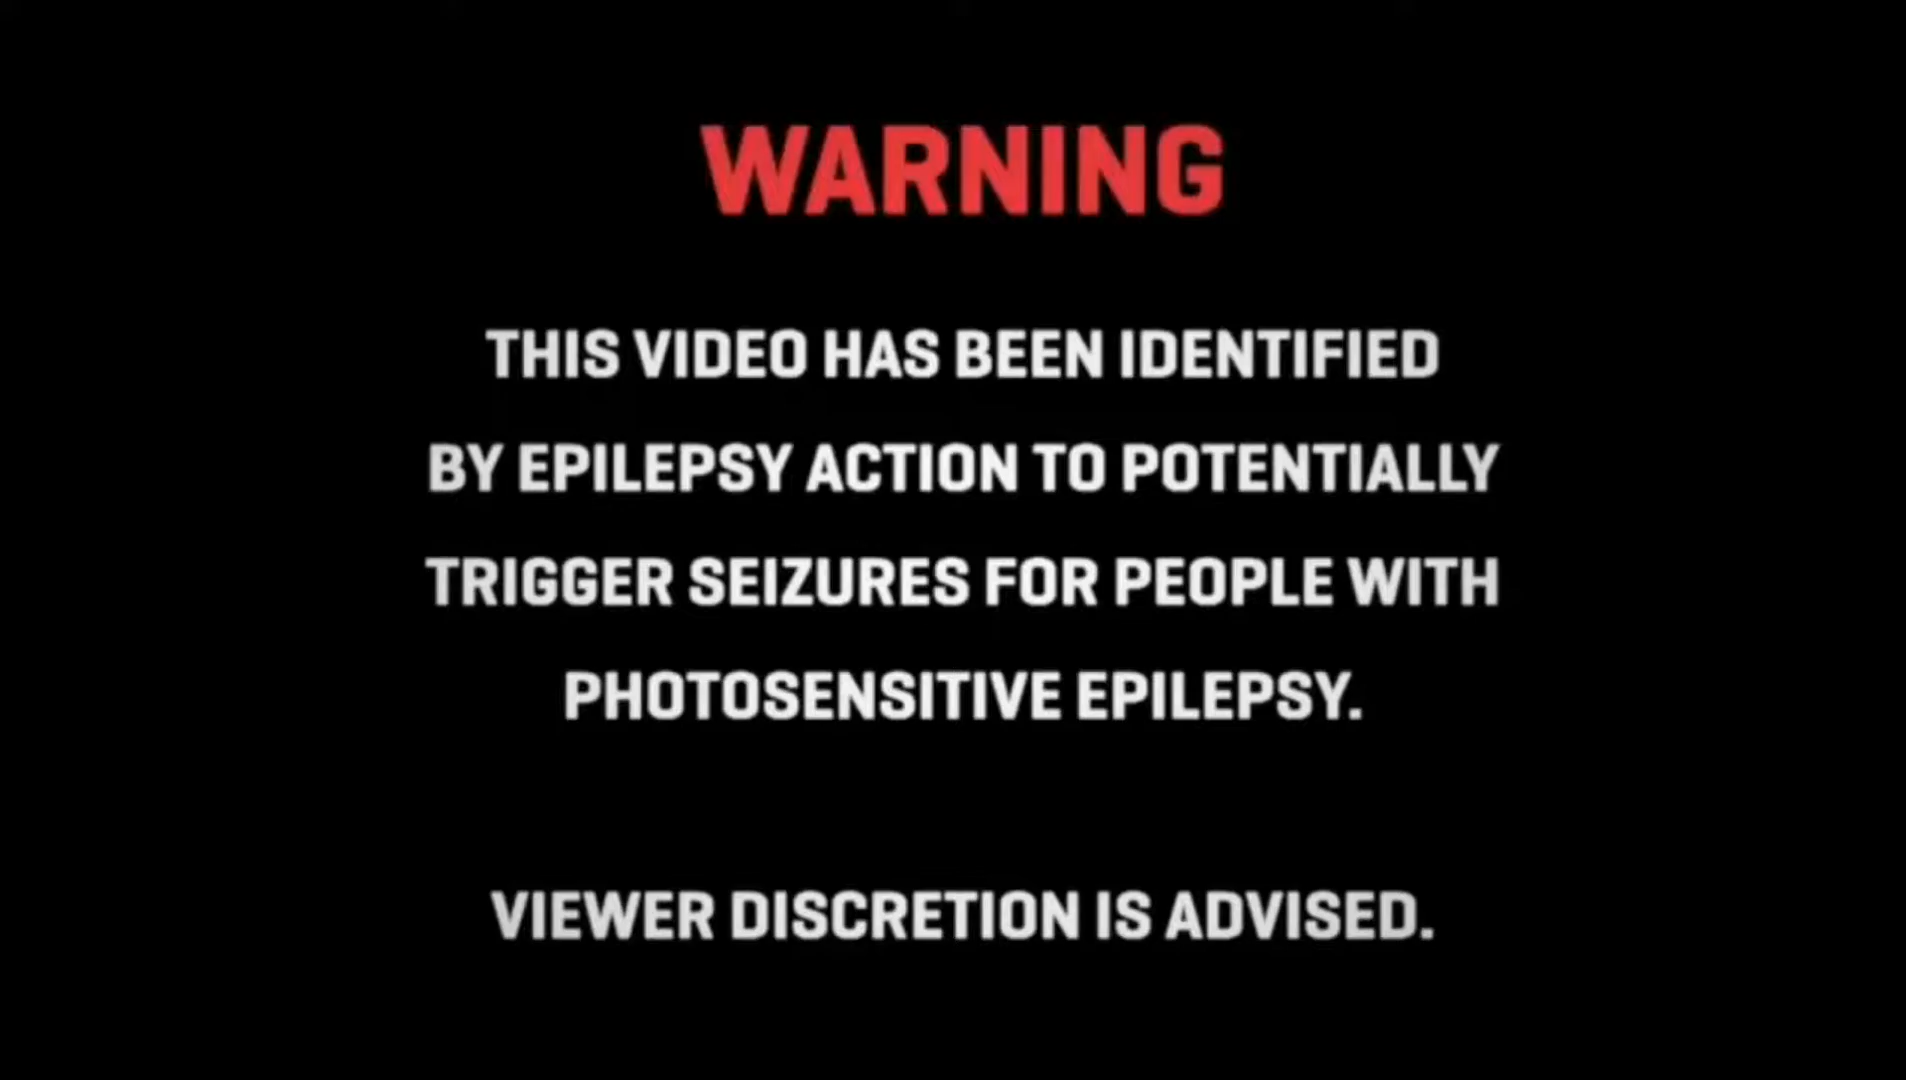 WARNING
THIS VIDEO HAS BEEN IDENTIFIED
BY EPILEPSY ACTION TO POTENTIALLY
TRIGGER SEIZURES FOR PEOPLE WITH
PHOTOSENSITIVE EPILEPSY.
VIEWER DISCRETION IS ADVISED.